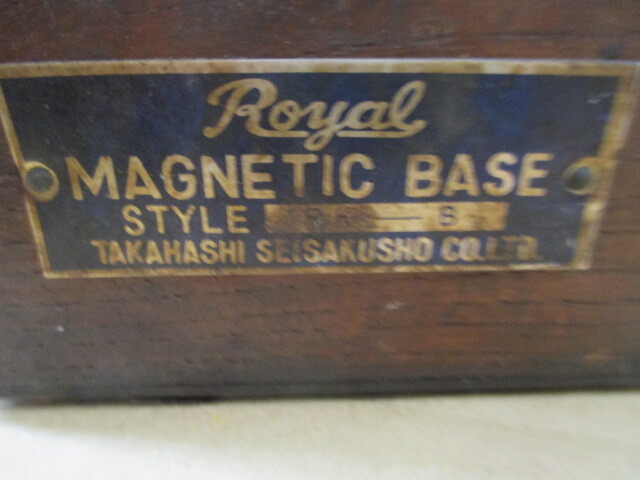 Royal
MAGNETIC BASE
STYLE
TAKAHASHI SEISAKUSHO CO.LTD.